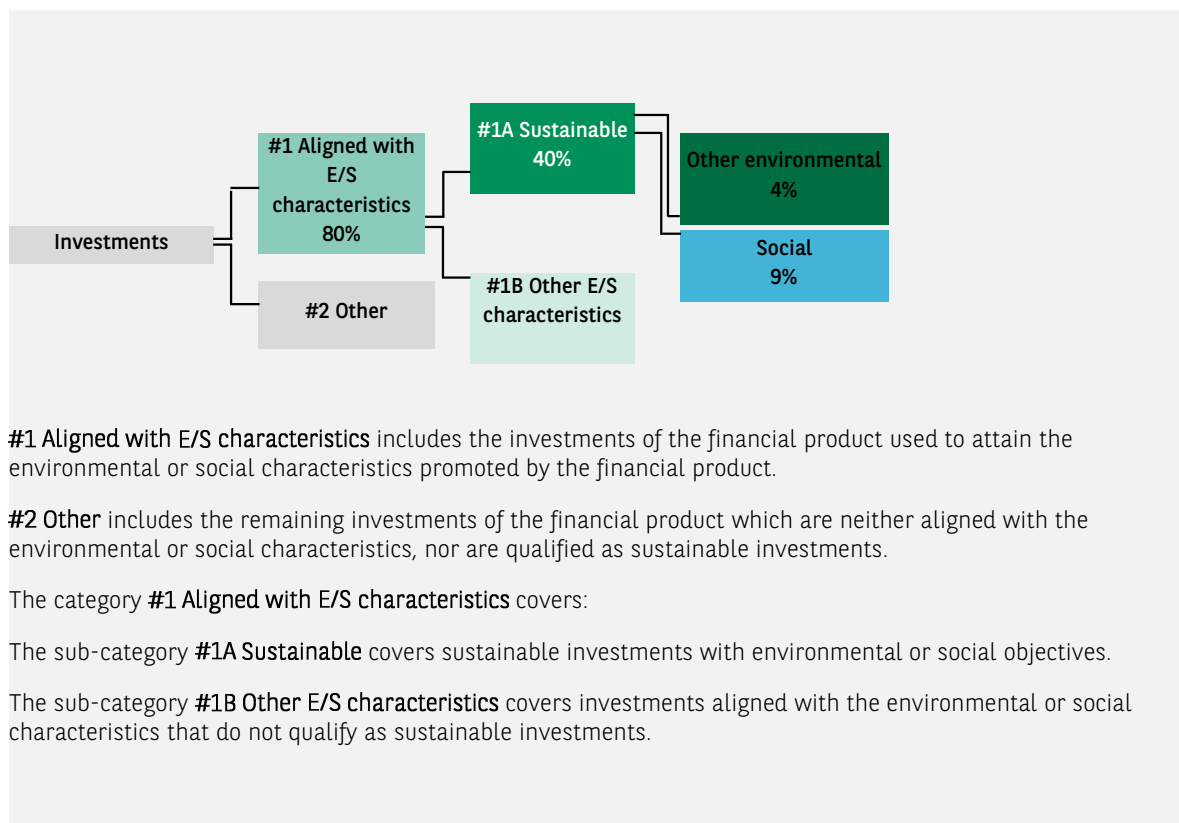 #1A Sustainable
40%
#1 Aligned with
E/S
characteristics
80%
Other environmental
4%
Investments
Social
9%
#1B Other E/S
characteristics
#2 Other
#1 Aligned with E/S characteristics includes the investments of the financial product used to attain the
environmental or social characteristics promoted by the financial product.
#2 Other includes the remaining investments of the financial product which are neither aligned with the
environmental or social characteristics, nor are qualified as sustainable investments.
The category #1 Aligned with E/S characteristics covers:
The sub-category #1A Sustainable covers sustainable investments with environmental or social objectives.
The sub-category #1B Other E/S characteristics covers investments aligned with the environmental or social
characteristics that do not qualify as sustainable investments.